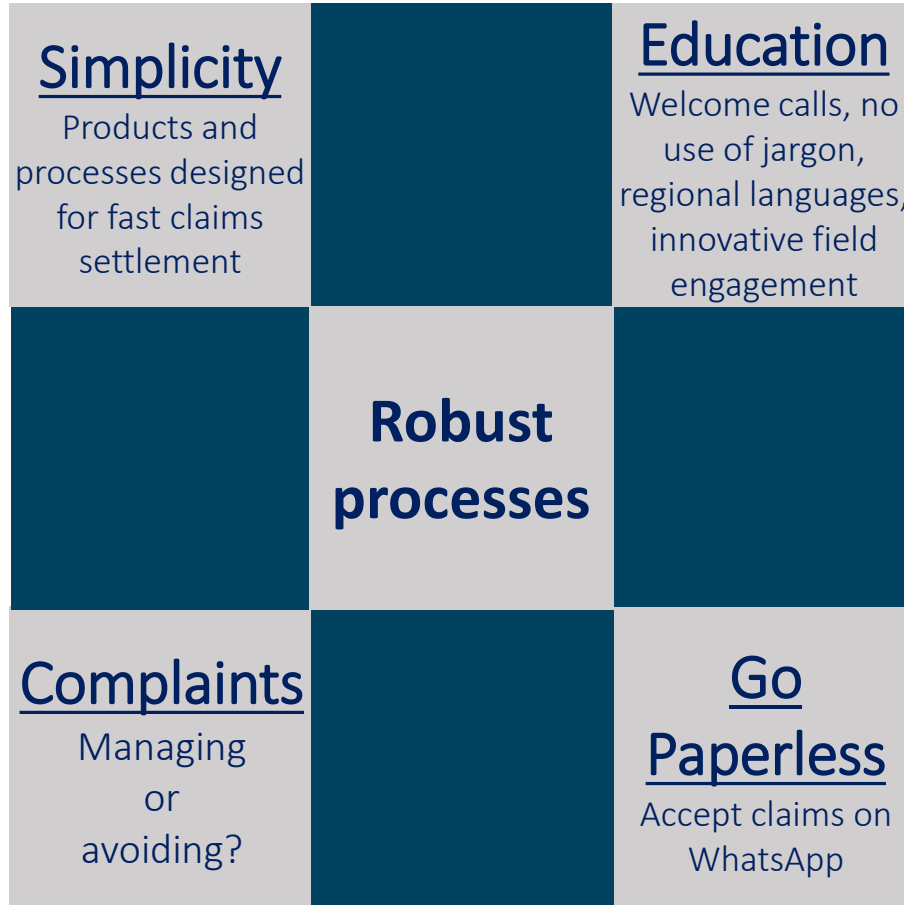 Simplicity
Products and
processes designed
for fast claims
settlement
Education
Welcome calls, no
use of jargon,
regional languages,
innovative field
engagement
Robust
processes
Complaints
Managing
or
avoiding?
Go
Paperless
Accept claims on
WhatsApp